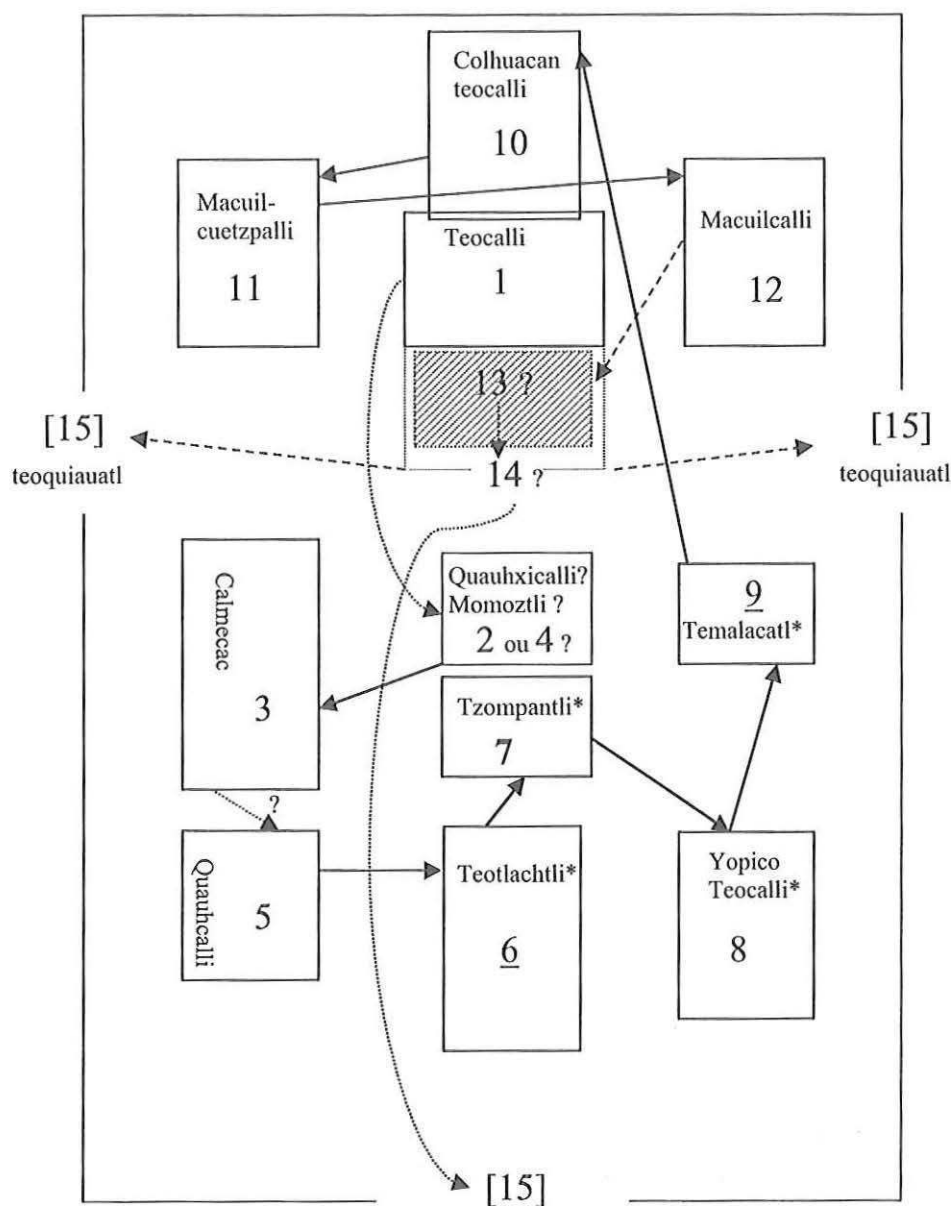 Colhuacan
teocalli
10
Macuil-
cuetzpalli
11
Teocalli
1
Macuilcalli
12
13 ?
[15]
teoquiauatl
14 ?
[15]
teoquiauatl
Calmecac
3
Quauhxicalli?
Momoztli ?
2 ou 4 ?
9
Temalacatl*
Tzompantli*
7
?
Quauhcalli
5
Teotlachtli*
6
Yopico
Teocalli*
8
[15]